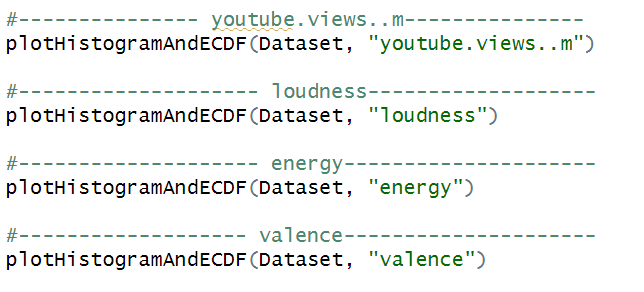 #--------------- youtube.views..m---------------
plotHistogramAndECDF(Dataset, "youtube.views..m")
#-------------------- loudness-------------------
plotHistogramAndECDF(Dataset, "loudness")
#-------------------- energy---------------------
plotHistogramAndECDF(Dataset, "energy")
#------------------- valence---------------------
plotHistogramAndECDF(Dataset, "valence")